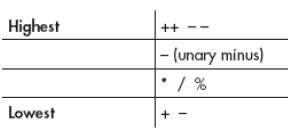 Highest ++ --
- (unary minus)
* / %
Lowest + -